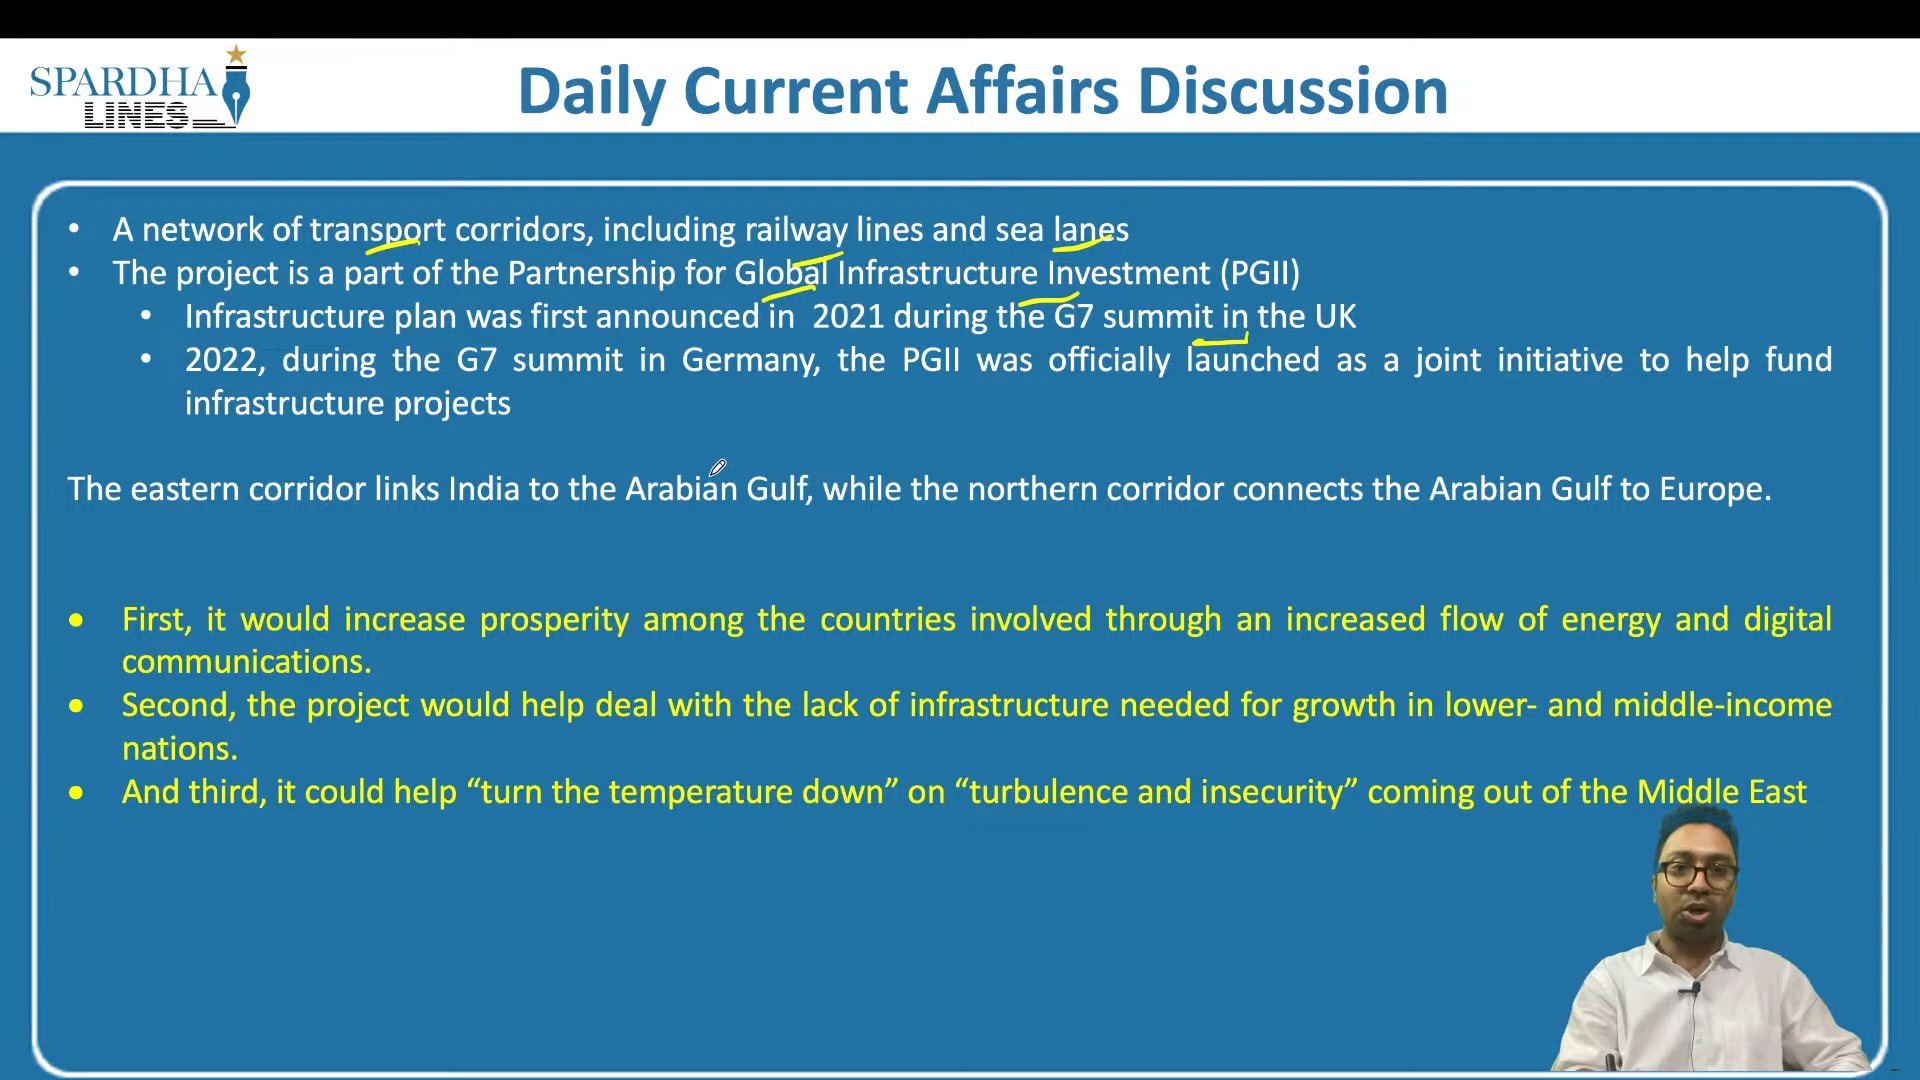 SPARDHA
LINES
Daily Current Affairs Discussion
• A network of transport corridors, including railway lines and sea lanes
• The project is a part of the Partnership for Global Infrastructure Investment (PGII)
• Infrastructure plan was first announced in 2021 during the G7 summit in the UK
• 2022, during the G7 summit in Germany, the PGII was officially launched as a joint initiative to help fund
infrastructure projects
The eastern corridor links India to the Arabian Gulf, while the northern corridor connects the Arabian Gulf to Europe.
• First, it would increase prosperity among the countries involved through an increased flow of energy and digital
communications.
• Second, the project would help deal with the lack of infrastructure needed for growth in lower- and middle-income
nations.
• And third, it could help “turn the temperature down” on “turbulence and insecurity” coming out of the Middle East